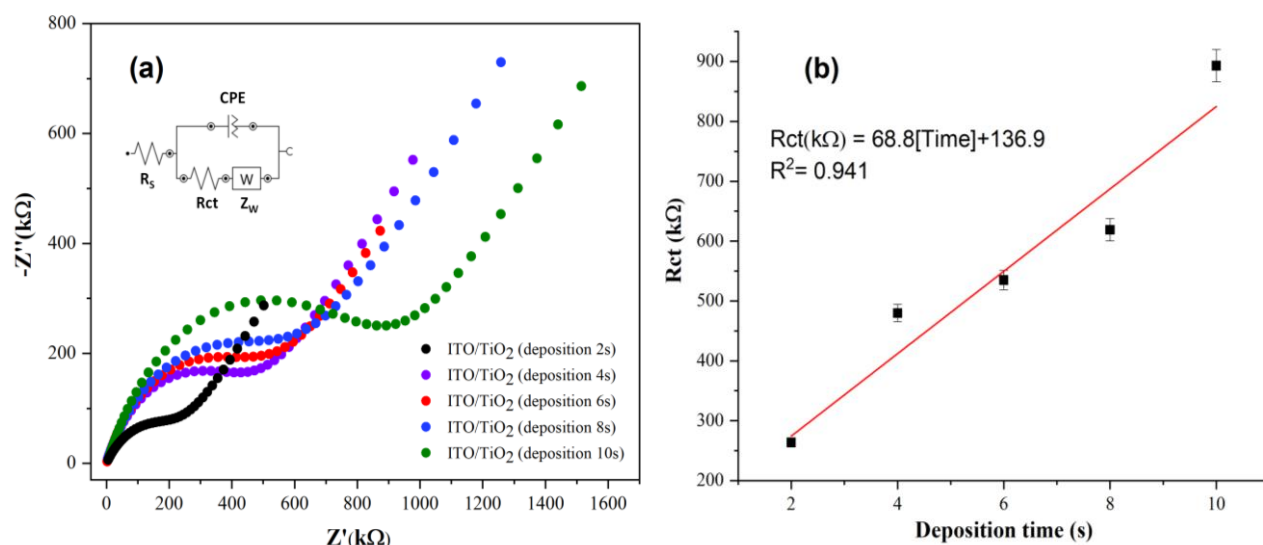 (a)
CPE
Rs
Rct
W
Zw
-Z''(kΩ)
800
600
400
200
0
ITO/TiO2 (deposition 2s)
ITO/TiO2 (deposition 4s)
ITO/TiO2 (deposition 6s)
ITO/TiO2 (deposition 8s)
ITO/TiO2 (deposition 10s)
0 200 400 600 800 1000 1200 1400 1600
Z'(kΩ)
(b)
Rct(kΩ) = 68.8[Time]+136.9
R2= 0.941
Rct (kΩ)
900
800
700
600
500
400
300
200
2 4 6 8 10
Deposition time (s)